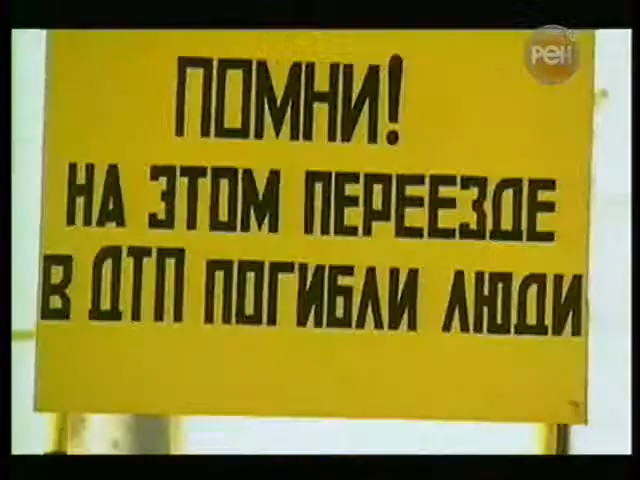 РЕН
ПОМНИ!
НА ЭТОМ ПЕРЕЕЗДЕ
В ДТП ПОГИБЛИ ЛЮДИ